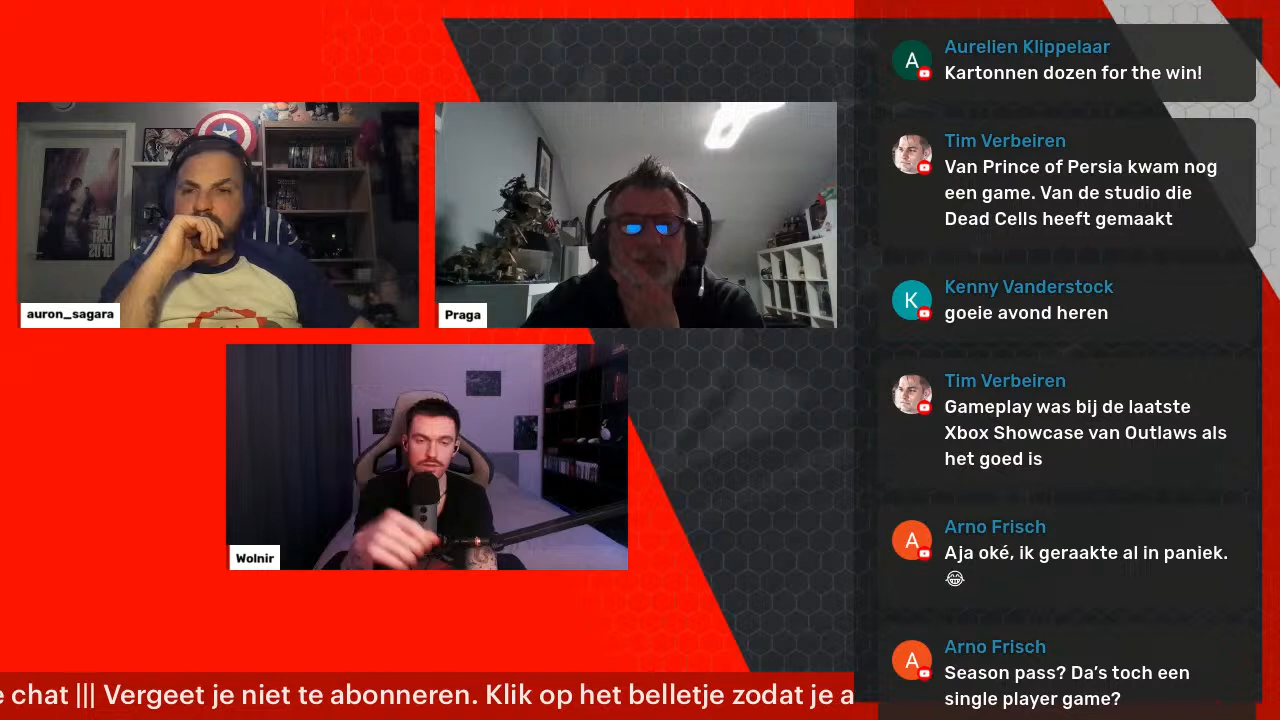 Aurelien Klippelaar
Kartonnen dozen for the win!
Tim Verbeiren
Van Prince of Persia kwam nog
een game. Van de studio die
Dead Cells heeft gemaakt
Kenny Vanderstock
goeie avond heren
Tim Verbeiren
Gameplay was bij de laatste
Xbox Showcase van Outlaws als
het goed is
Arno Frisch
Aja oké, ik geraakte al in paniek.
😂
Arno Frisch
Season pass? Da's toch een
single player game?
THE
LAST
OF US
auron_sagara
Praga
Wolnir
e chat ||| Vergeet je niet te abonneren. Klik op het belletje zodat je a
A
K
A
A